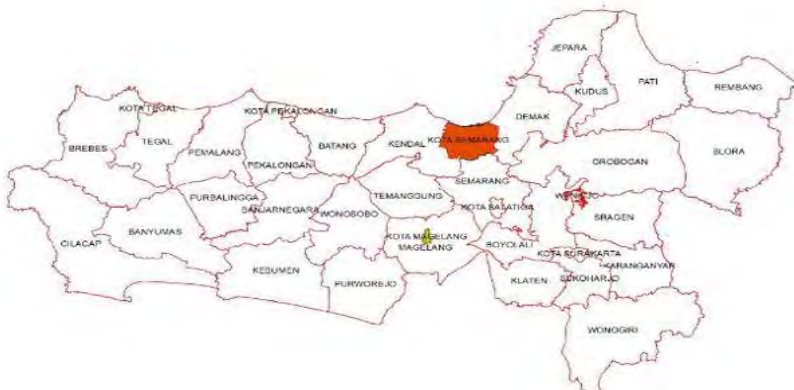 JEPARA
PATI
KUDUS
REMBANG
KOTA TEGAL
KOTA PEKALONGAN
DEMAK
BREBES
TEGAL
PEMALANG
PEKALONGAN
BATANG
KENDAL
KOTA SEMARANG
GROBOGAN
BLORA
SEMARANG
PURBALINGGA
BANJARNEGARA
WONOSOBO
TEMANGGUNG
KOTA SALATIGA
SRAGEN
CILACAP
BANYUMAS
KOTA MAGELANG
MAGELANG
BOYOLALI
KOTA SURAKARTA
KARANGANYAR
KEBUMEN
PURWOREJO
KLATEN
SUKOHARJO
WONOGIRI